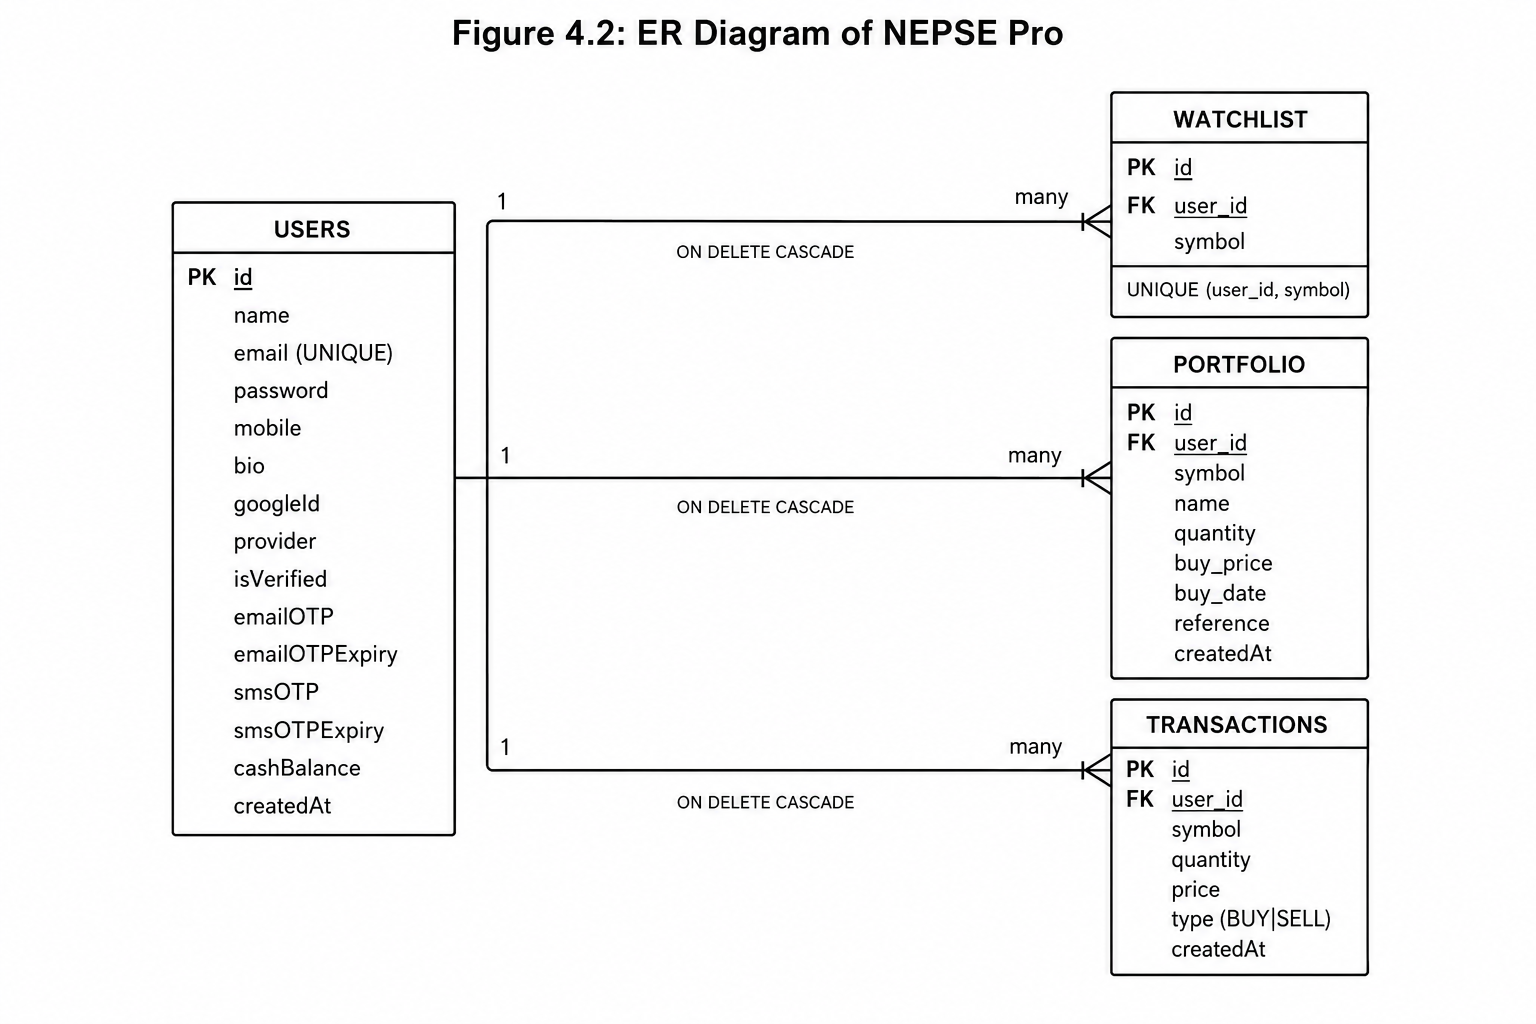 Figure 4.2: ER Diagram of NEPSE Pro
USERS
PK id
name
email (UNIQUE)
password
mobile
bio
googleId
provider
isVerified
emailOTP
emailOTPExpiry
smsOTP
smsOTPExpiry
cashBalance
createdAt
1 many
ON DELETE CASCADE
1 many
ON DELETE CASCADE
1 many
ON DELETE CASCADE
WATCHLIST
PK id
FK user_id
symbol
UNIQUE (user_id, symbol)
PORTFOLIO
PK id
FK user_id
symbol
name
quantity
buy_price
buy_date
reference
createdAt
TRANSACTIONS
PK id
FK user_id
symbol
quantity
price
type (BUY|SELL)
createdAt